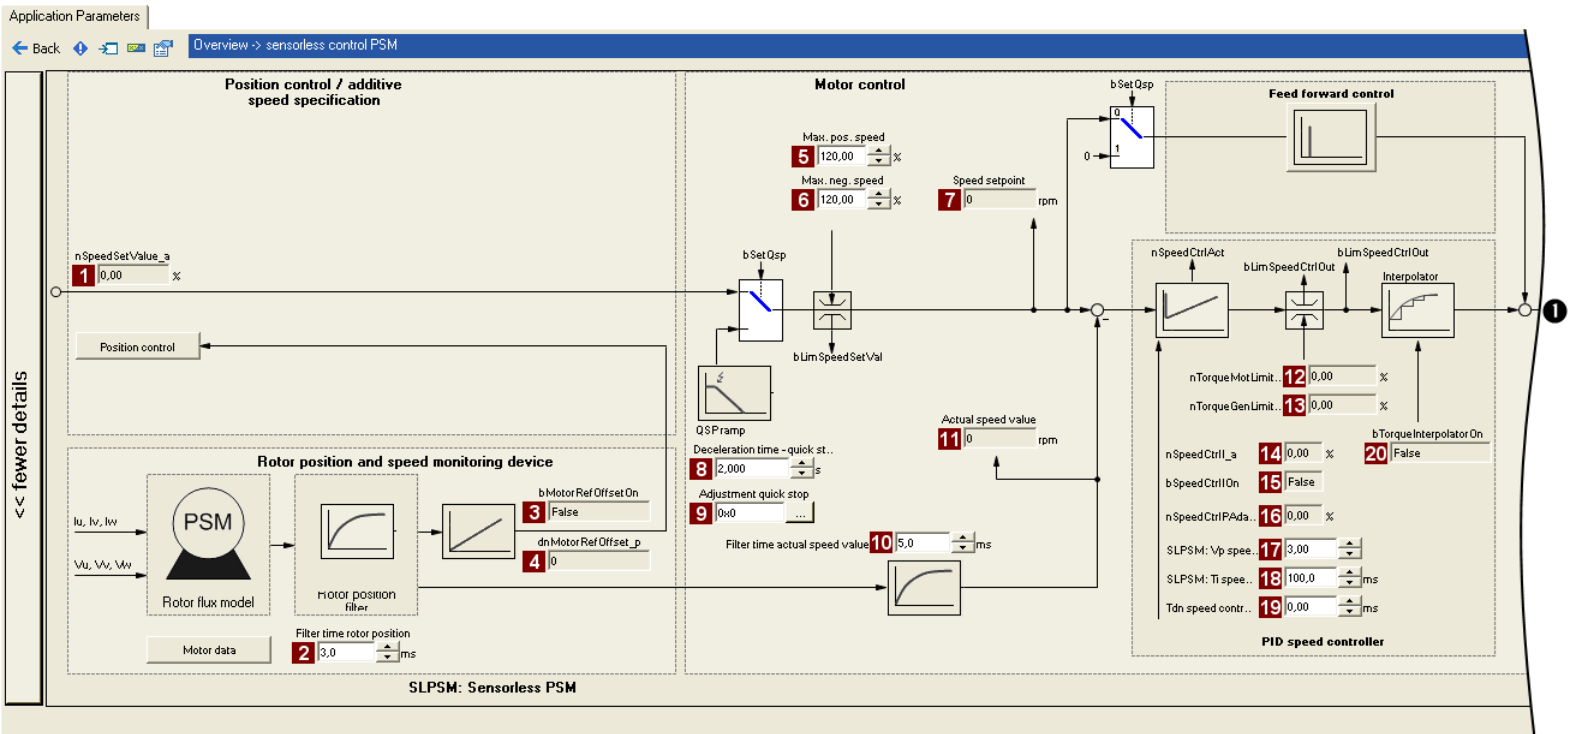 Application Parameters
Back
Overview -> sensorless control PSM
<< fewer details
Position control / additive
speed specification
Motor control
bSetQsp
0
1
0
Feed forward control
Max. pos. speed
5 120,00 %
Max. neg. speed
6 120,00 %
Speed setpoint
7 0 rpm
nSpeedSetValue_a
1 0,00 %
bSetQsp
nSpeedCtrlAct
bLimSpeedCtrlOut
bLimSpeedCtrlOut
Interpolator
1
Position control
bLimSpeedSetVal
QSP ramp
nTorqueMotLimit.. 12 0,00 %
nTorqueGenLimit.. 13 0,00 %
Actual speed value
11 0 rpm
bTorqueInterpolatorOn
20 False
Deceleration time - quick st..
8 2,000 s
Adjustment quick stop
9 0x0 ...
Filter time actual speed value 10 5,0 ms
nSpeedCtrlI_a 14 0,00 %
bSpeedCtrlIOn 15 False
nSpeedCtrlPAda.. 16 0,00 %
SLPSM: Vp spee.. 17 3,00
SLPSM: Ti spee.. 18 100,0 ms
Tdn speed contr.. 19 0,00 ms
PID speed controller
Rotor position and speed monitoring device
Iu, Iv, Iw
Vu, Vv, Vw
PSM
Rotor flux model
Rotor position
filter
bMotorRefOffsetOn
3 False
dnMotorRefOffset_p
4 0
Motor data
Filter time rotor position
2 3,0 ms
SLPSM: Sensorless PSM